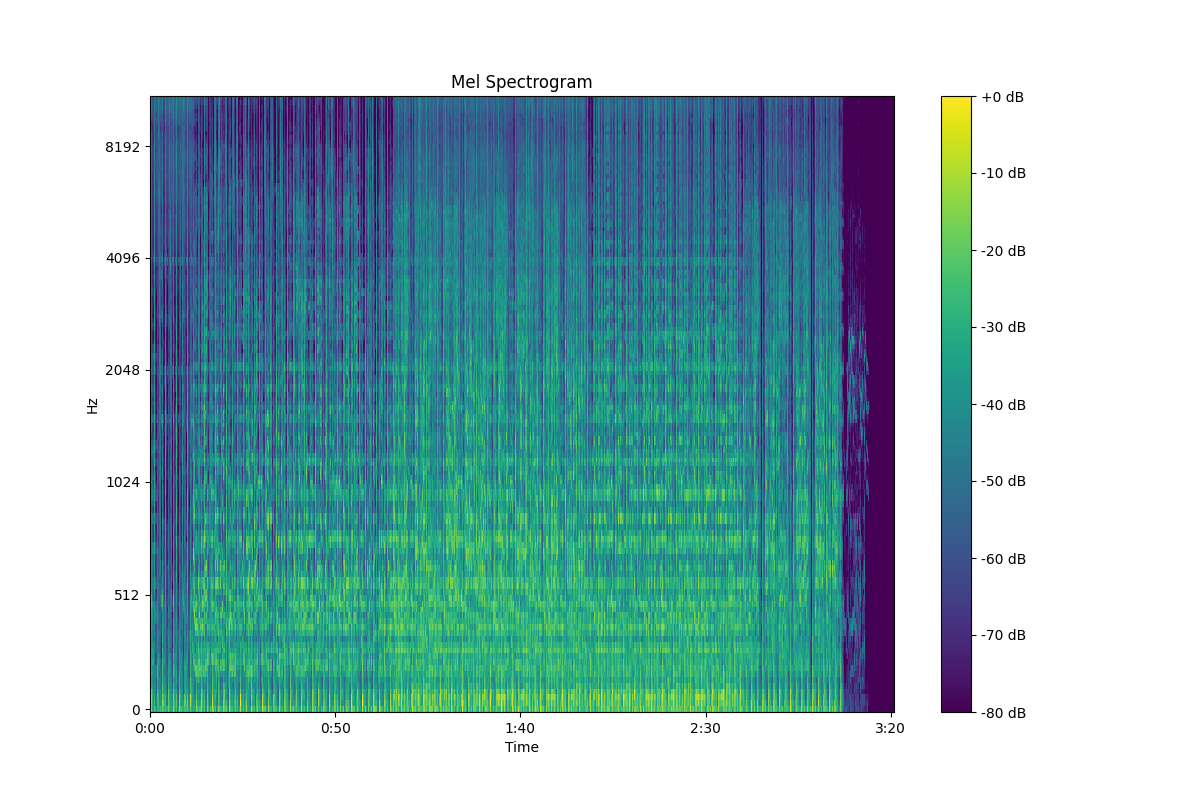 Mel Spectrogram
+0 dB
8192
-10 dB
-20 dB
4096
-30 dB
2048
-40 dB
Hz
1024
-50 dB
-60 dB
512
-70 dB
0
-80 dB
0:00
0:50
1:40
2:30
3:20
Time